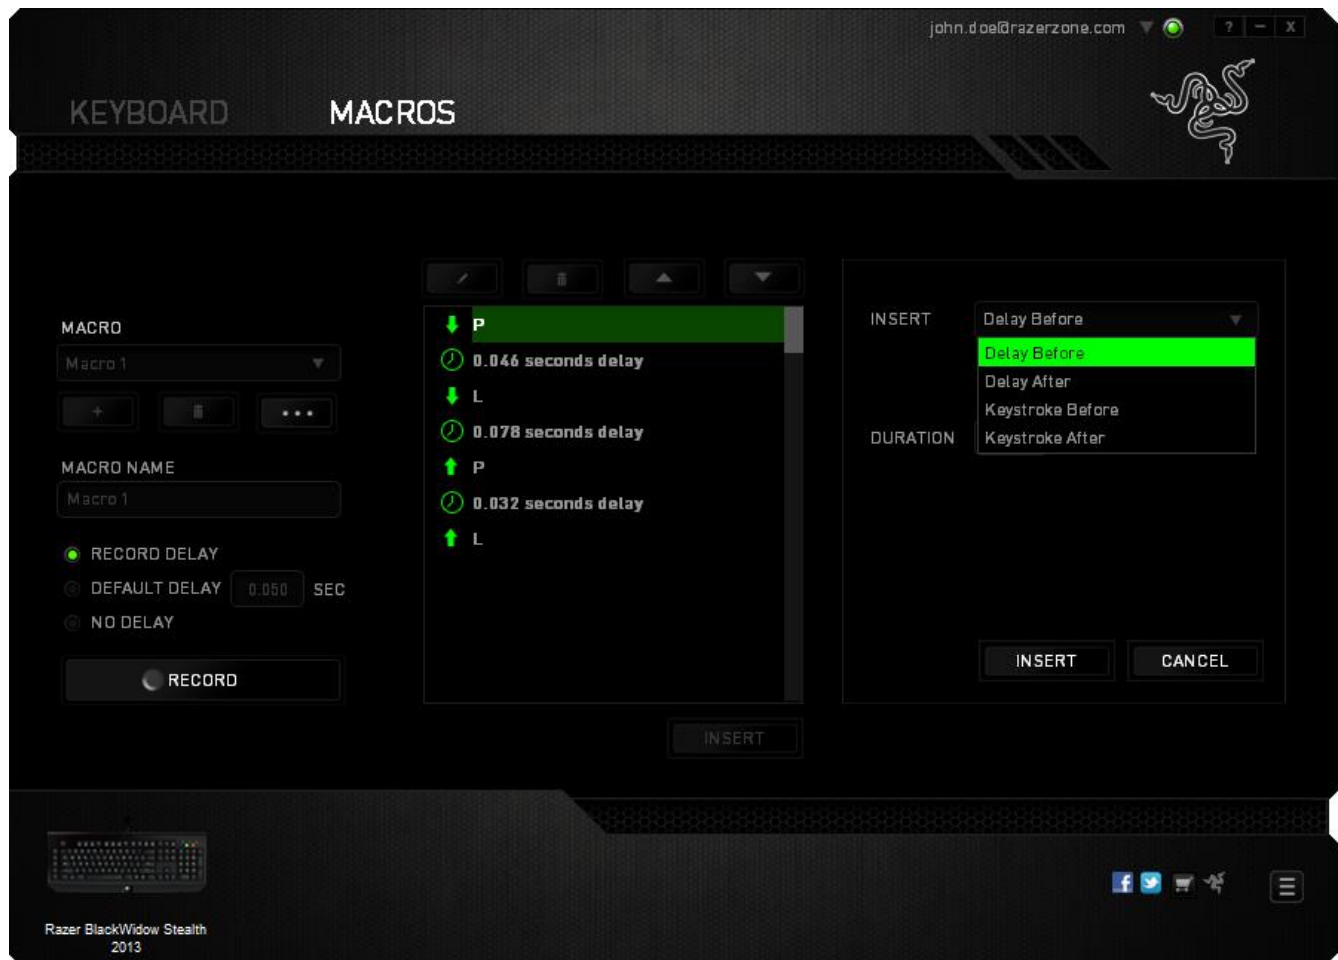 john.doe@razerzone.com
? – X
KEYBOARD MACROS
MACRO
Macro 1
MACRO NAME
Macro 1
RECORD DELAY
DEFAULT DELAY 0.050 SEC
NO DELAY
RECORD
P
0.046 seconds delay
L
0.078 seconds delay
P
0.032 seconds delay
L
INSERT
INSERT Delay Before
Delay Before
Delay After
Keystroke Before
Keystroke After
DURATION
INSERT CANCEL
Razer BlackWidow Stealth
2013